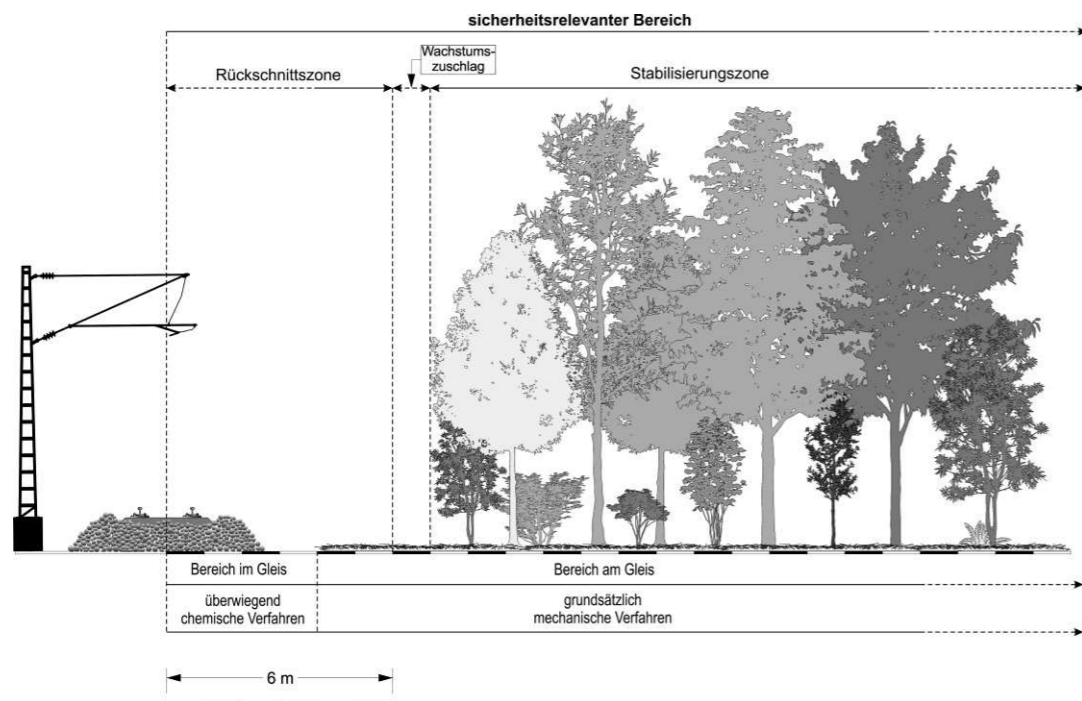 sicherheitsrelevanter Bereich
Wachstums-
zuschlag
Rückschnittszone
Stabilisierungszone
Bereich im Gleis
Bereich am Gleis
überwiegend
chemische Verfahren
grundsätzlich
mechanische Verfahren
6 m